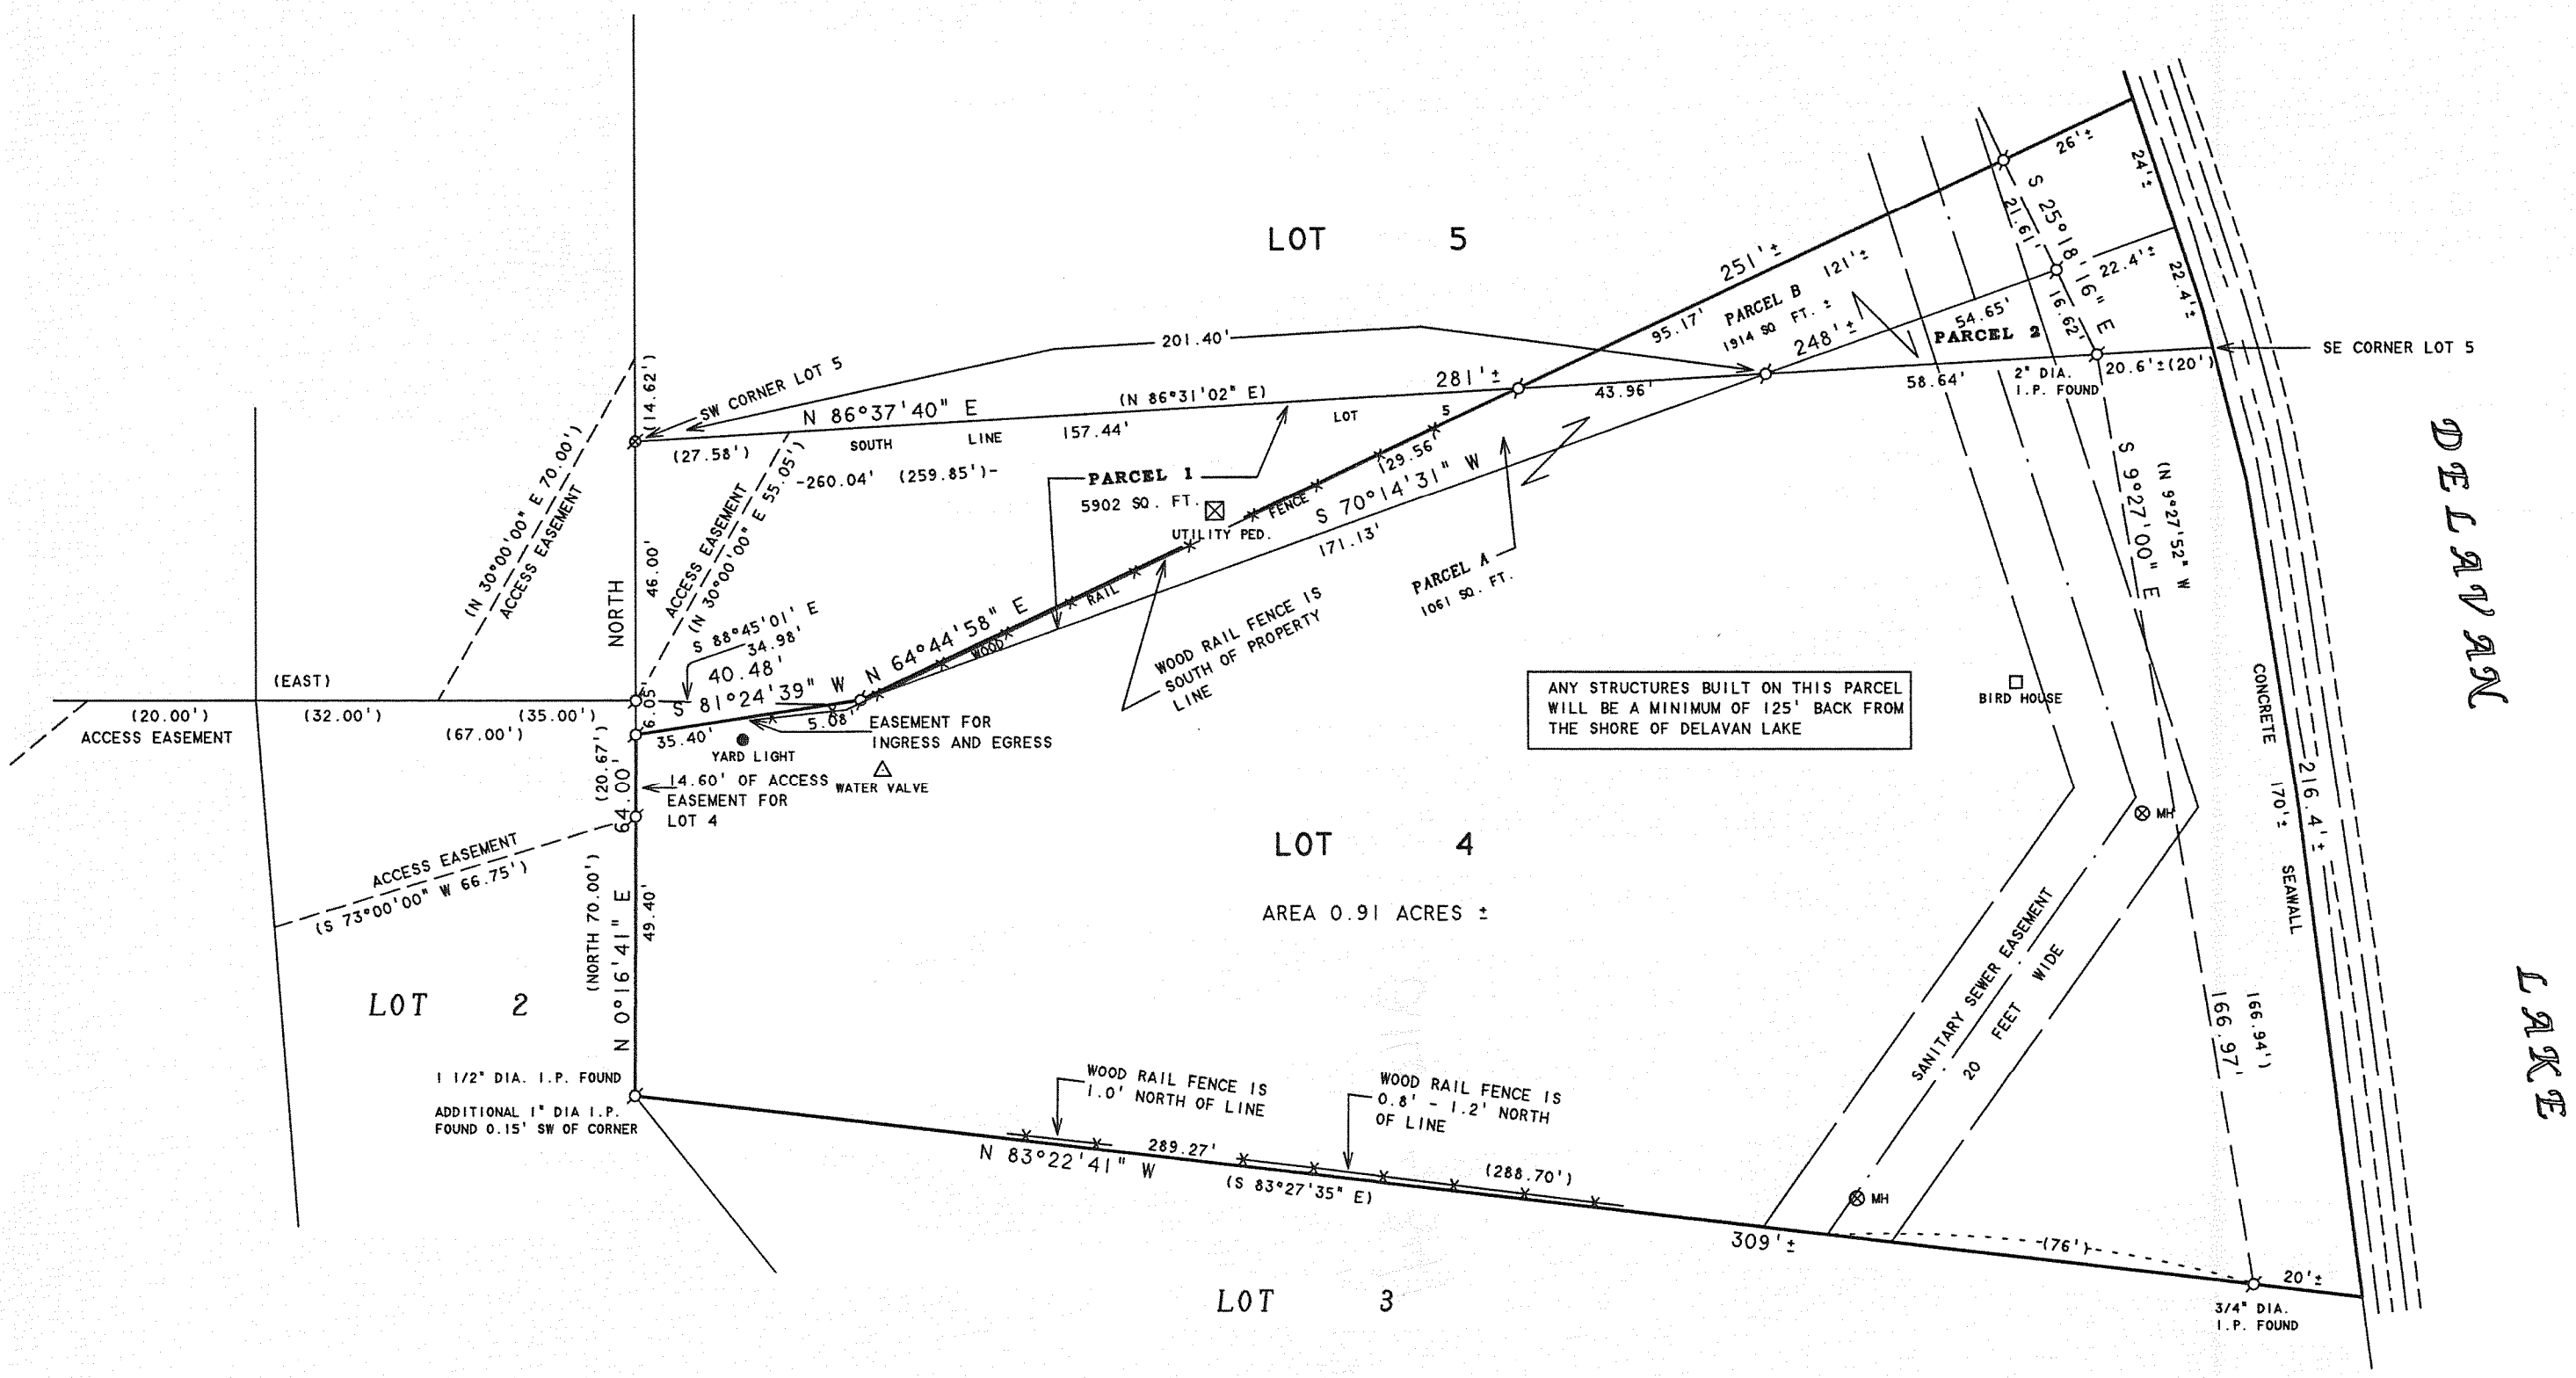 LOT 5
26'±
24'±
S 25°18'16" E
21.61'
22.4'±
22.4'±
16.62'
251'±
121'±
95.17'
PARCEL B
1914 SQ FT. ±
248'±
54.65'
PARCEL 2
201.40'
SE CORNER LOT 5
(14.62')
SW CORNER LOT 5
N 86°37'40" E
(N 86°31'02" E)
281'±
43.96'
58.64'
2" DIA.
I.P. FOUND
20.6'±(20')
(27.58')
SOUTH LINE
157.44'
LOT 5
-260.04' (259.85')-
PARCEL 1
5902 SQ. FT.
UTILITY PED.
FENCE
129.56'
S 70°14'31" W
171.13'
(N 30°00'00" E 70.00')
ACCESS EASEMENT
ACCESS EASEMENT
(N 30°00'00" E 55.05')
NORTH
46.00'
S 88°45'01' E
34.98'
40.48'
S 81°24'39" W
N 64°44'58" E
WOOD
RAIL
WOOD RAIL FENCE IS
SOUTH OF PROPERTY
LINE
PARCEL A
1061 SQ. FT.
S 9°27'00" E
(N 9°27'52" W
DELAVAN
LAKE
(EAST)
(20.00')
ACCESS EASEMENT
(32.00')
(67.00')
(35.00')
6.05'
35.40'
5.08'
EASEMENT FOR
INGRESS AND EGRESS
YARD LIGHT
WATER VALVE
14.60' OF ACCESS
EASEMENT FOR
LOT 4
(20.67')
64.00'
ANY STRUCTURES BUILT ON THIS PARCEL
WILL BE A MINIMUM OF 125' BACK FROM
THE SHORE OF DELAVAN LAKE
BIRD HOUSE
CONCRETE
170'±
SEAWALL
216.4'±
MH
LOT 4
AREA 0.91 ACRES ±
ACCESS EASEMENT
(S 73°00'00" W 66.75')
(NORTH 70.00')
N 0°16'41" E
49.40'
LOT 2
SANITARY SEWER EASEMENT
20 FEET WIDE
166.94')
166.97'
1 1/2" DIA. I.P. FOUND
ADDITIONAL 1" DIA I.P.
FOUND 0.15' SW OF CORNER
WOOD RAIL FENCE IS
1.0' NORTH OF LINE
WOOD RAIL FENCE IS
0.8' - 1.2' NORTH
OF LINE
N 83°22'41" W
289.27'
(S 83°27'35" E)
(288.70')
MH
309'±
-(76')-
20'±
3/4" DIA.
I.P. FOUND
LOT 3